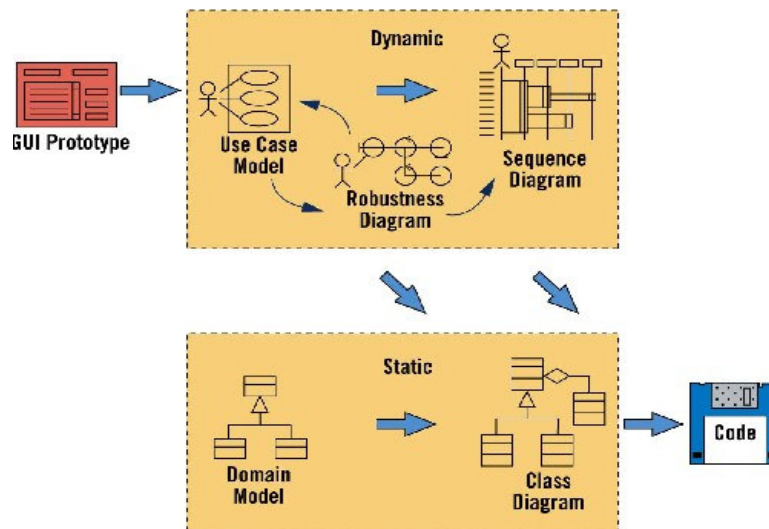 Dynamic
GUI Prototype
Use Case
Model
Robustness
Diagram
Sequence
Diagram
Static
Domain
Model
Class
Diagram
Code